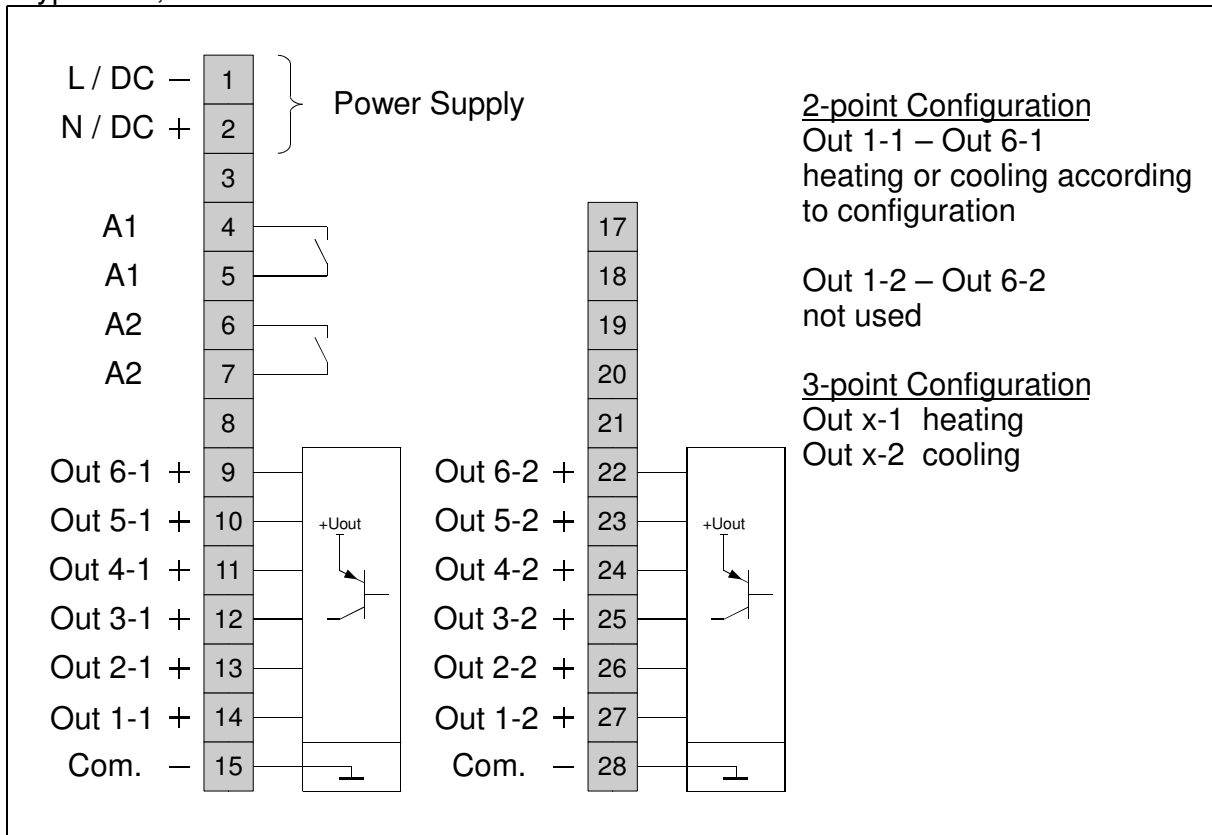 L / DC – 1
N / DC + 2
Power Supply
3
A1 4
A1 5
A2 6
A2 7
8
Out 6-1 + 9
Out 5-1 + 10
Out 4-1 + 11
Out 3-1 + 12
Out 2-1 + 13
Out 1-1 + 14
Com. – 15
+Uout
17
18
19
20
21
Out 6-2 + 22
Out 5-2 + 23
Out 4-2 + 24
Out 3-2 + 25
Out 2-2 + 26
Out 1-2 + 27
Com. – 28
+Uout
2-point Configuration
Out 1-1 – Out 6-1
heating or cooling according
to configuration
Out 1-2 – Out 6-2
not used
3-point Configuration
Out x-1 heating
Out x-2 cooling